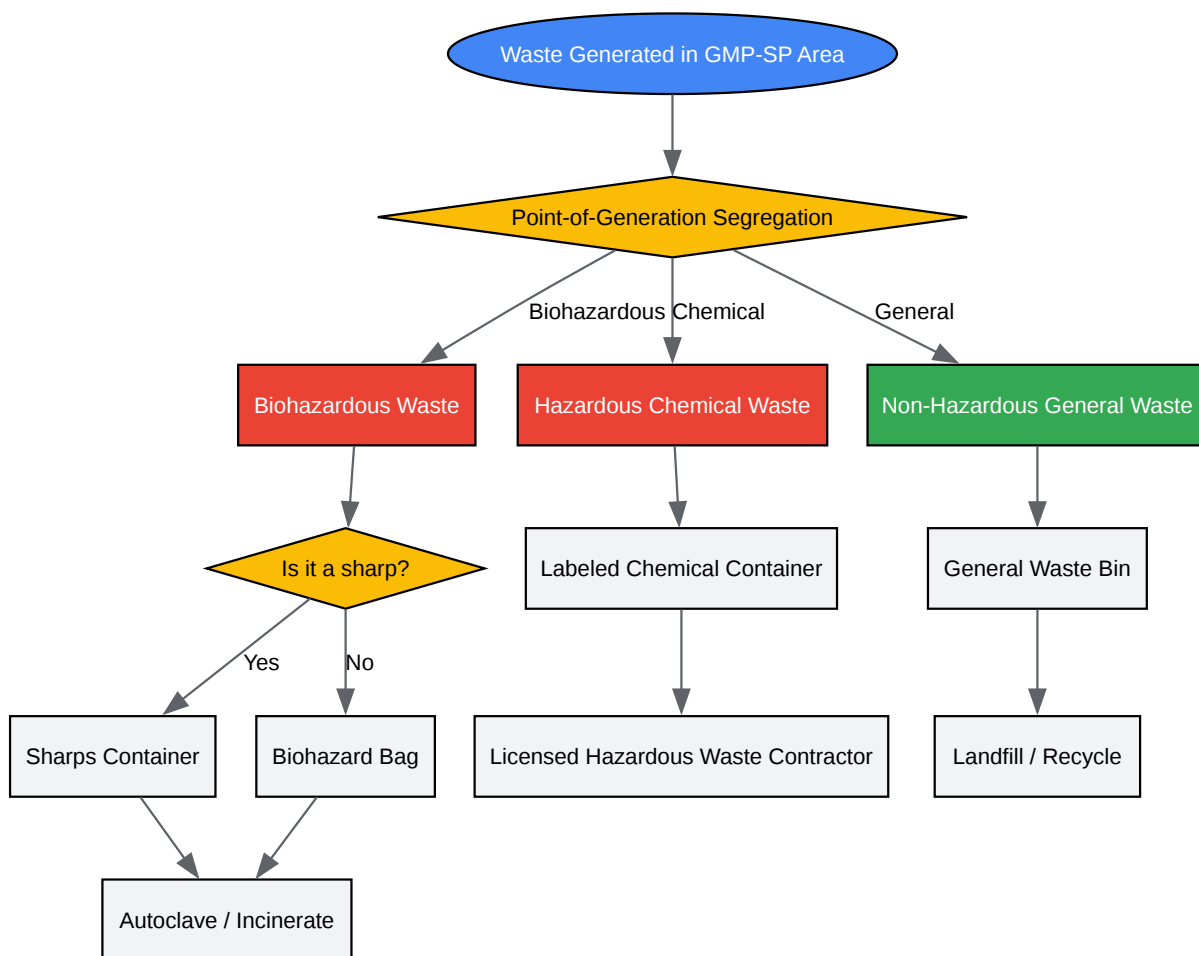 Waste Generated in GMP-SP Area
Point-of-Generation Segregation
Biohazardous
Chemical
General
Biohazardous Waste
Hazardous Chemical Waste
Non-Hazardous General Waste
Is it a sharp?
Labeled Chemical Container
General Waste Bin
Yes
No
Sharps Container
Biohazard Bag
Licensed Hazardous Waste Contractor
Landfill / Recycle
Autoclave / Incinerate